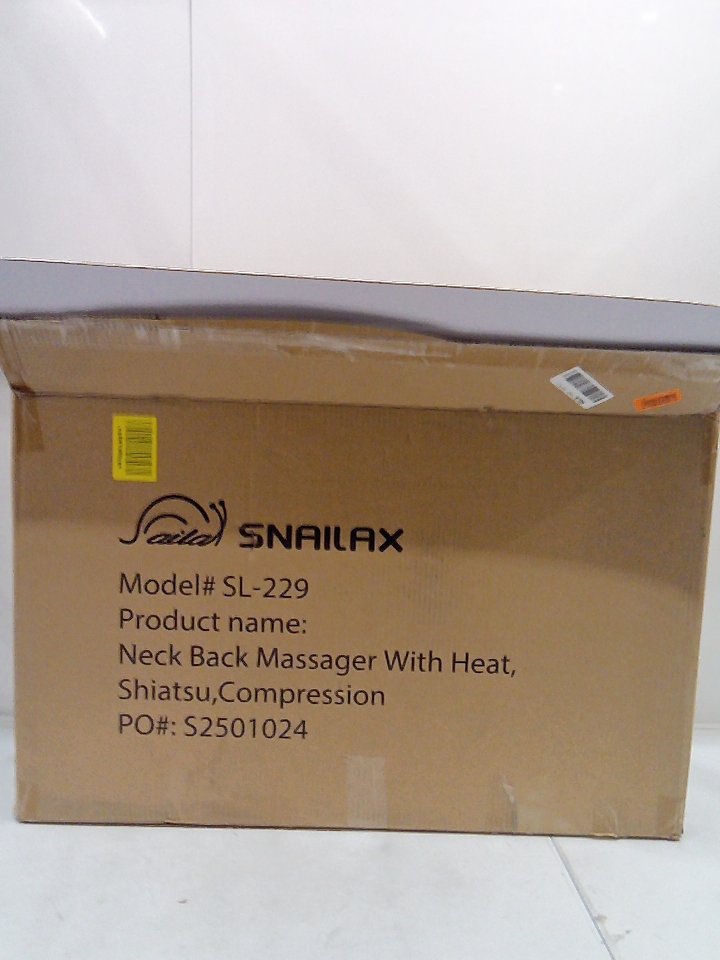 SNAILAX
Model# SL-229
Product name:
Neck Back Massager With Heat,
Shiatsu,Compression
PO#: S2501024